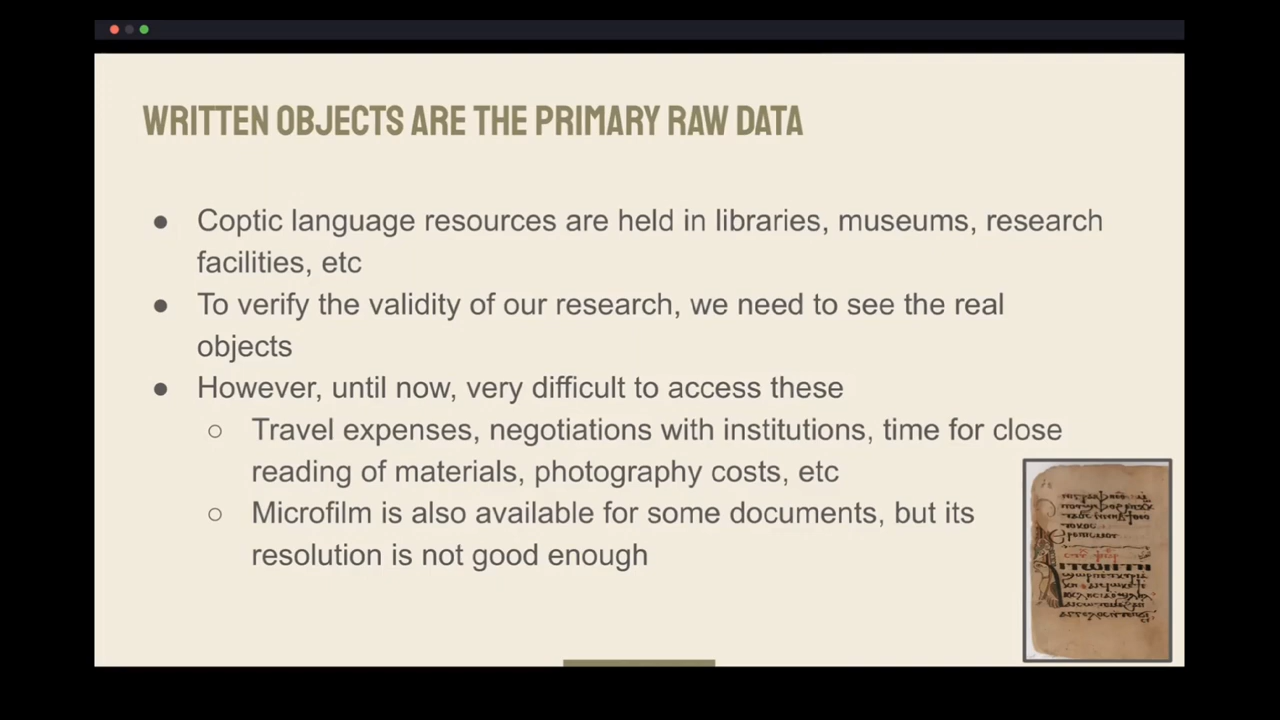 WRITTEN OBJECTS ARE THE PRIMARY RAW DATA
● Coptic language resources are held in libraries, museums, research
facilities, etc
● To verify the validity of our research, we need to see the real
objects
● However, until now, very difficult to access these
○ Travel expenses, negotiations with institutions, time for close
reading of materials, photography costs, etc
○ Microfilm is also available for some documents, but its
resolution is not good enough